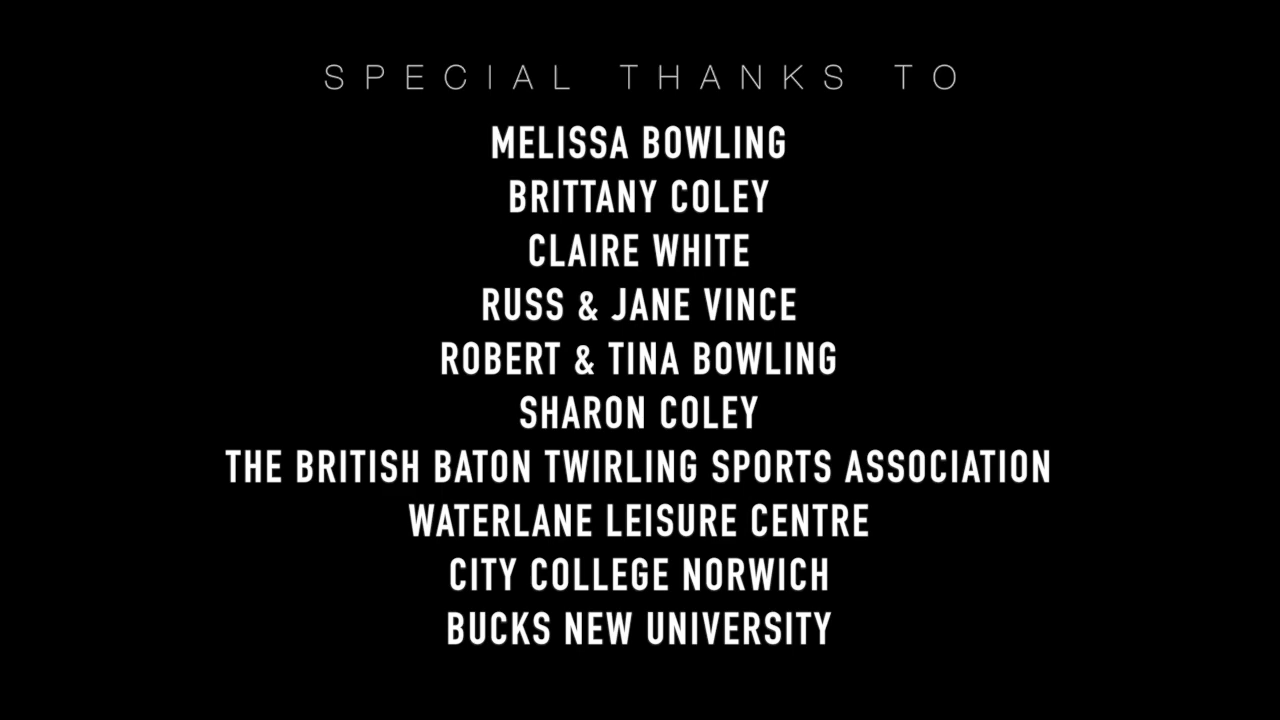 SPECIAL THANKS TO
MELISSA BOWLING
BRITTANY COLEY
CLAIRE WHITE
RUSS & JANE VINCE
ROBERT & TINA BOWLING
SHARON COLEY
THE BRITISH BATON TWIRLING SPORTS ASSOCIATION
WATERLANE LEISURE CENTRE
CITY COLLEGE NORWICH
BUCKS NEW UNIVERSITY